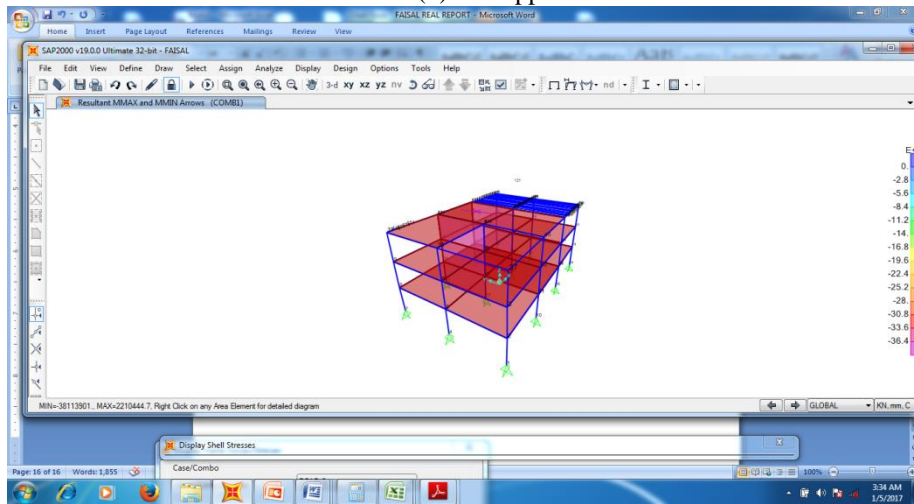 FAISAL REAL REPORT - Microsoft Word
Home Insert Page Layout References Mailings Review View
SAP2000 v19.0.0 Ultimate 32-bit - FAISAL
File Edit View Define Draw Select Assign Analyze Display Design Options Tools Help
3-d xy xz yz nv nd
Resultant MMAX and MMIN Arrows (COMB1)
0.
-2.8
-5.6
-8.4
-11.2
-14.
-16.8
-19.6
-22.4
-25.2
-28.
-30.8
-33.6
-36.4
MIN=-38113901., MAX=2210444.7, Right Click on any Area Element for detailed diagram
GLOBAL KN, mm, C
Display Shell Stresses
Case/Combo
Page: 16 of 16 Words: 1,855 100%
3:34 AM
1/5/2017